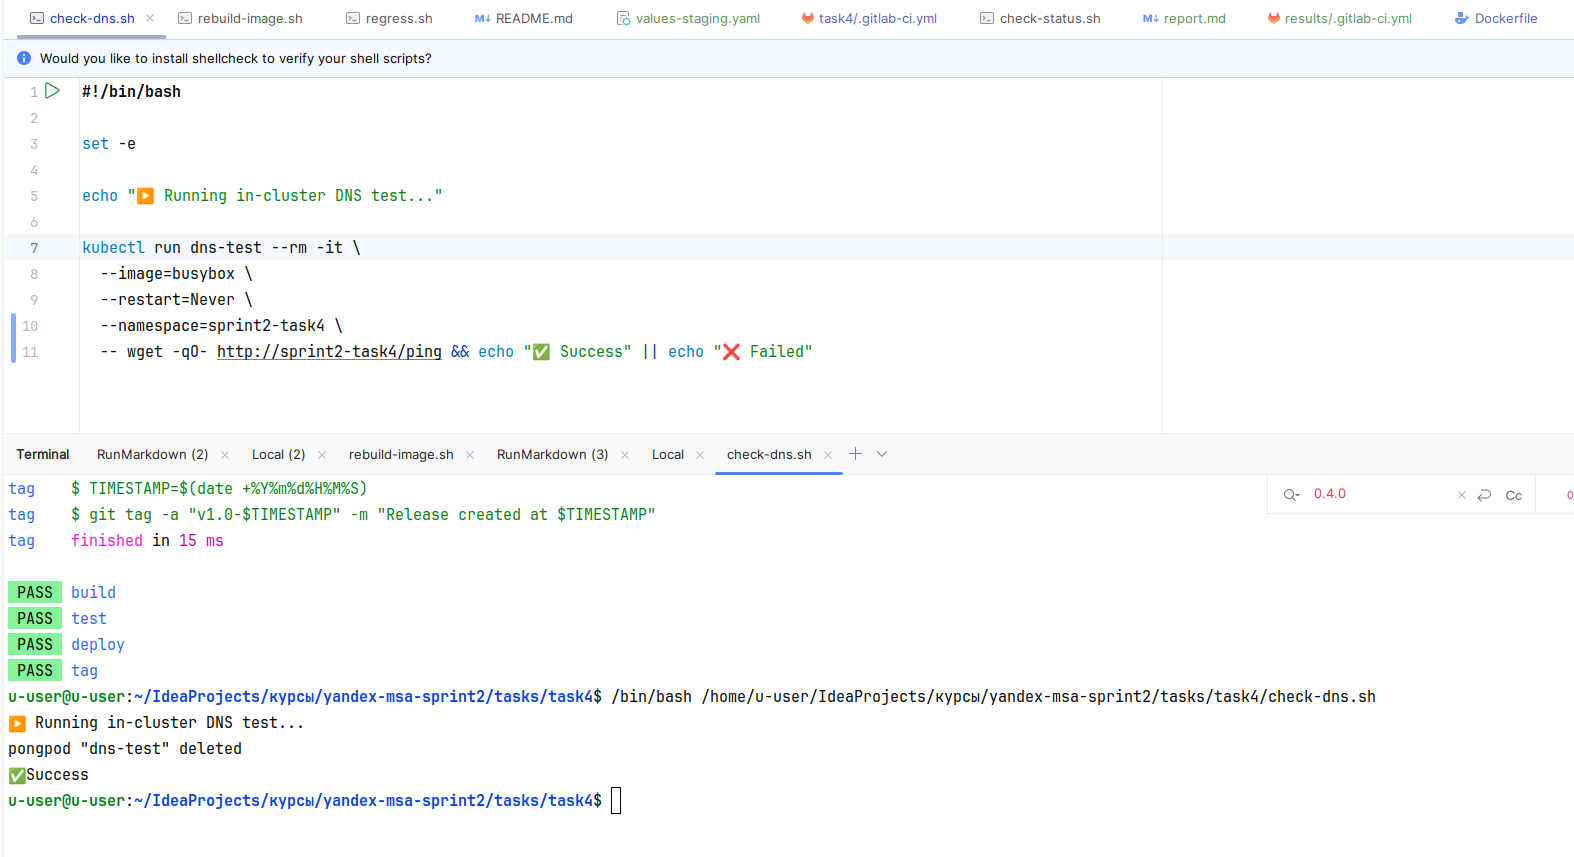 check-dns.sh × rebuild-image.sh regress.sh M↓ README.md values-staging.yaml task4/.gitlab-ci.yml check-status.sh M↓ report.md results/.gitlab-ci.yml Dockerfile
Would you like to install shellcheck to verify your shell scripts?
1 #!/bin/bash
2
3 set -e
4
5 echo "▶️ Running in-cluster DNS test..."
6
7 kubectl run dns-test --rm -it \
8 --image=busybox \
9 --restart=Never \
10 --namespace=sprint2-task4 \
11 -- wget -qO- http://sprint2-task4/ping && echo "✅ Success" || echo "❌ Failed"
Terminal RunMarkdown (2) × Local (2) × rebuild-image.sh × RunMarkdown (3) × Local × check-dns.sh ×
tag $ TIMESTAMP=$(date +%Y%m%d%H%M%S)
0.4.0 × Cc 0
tag $ git tag -a "v1.0-$TIMESTAMP" -m "Release created at $TIMESTAMP"
tag finished in 15 ms
PASS build
PASS test
PASS deploy
PASS tag
u-user@u-user:~/IdeaProjects/курсы/yandex-msa-sprint2/tasks/task4$ /bin/bash /home/u-user/IdeaProjects/курсы/yandex-msa-sprint2/tasks/task4/check-dns.sh
▶️ Running in-cluster DNS test...
pongpod "dns-test" deleted
✅Success
u-user@u-user:~/IdeaProjects/курсы/yandex-msa-sprint2/tasks/task4$